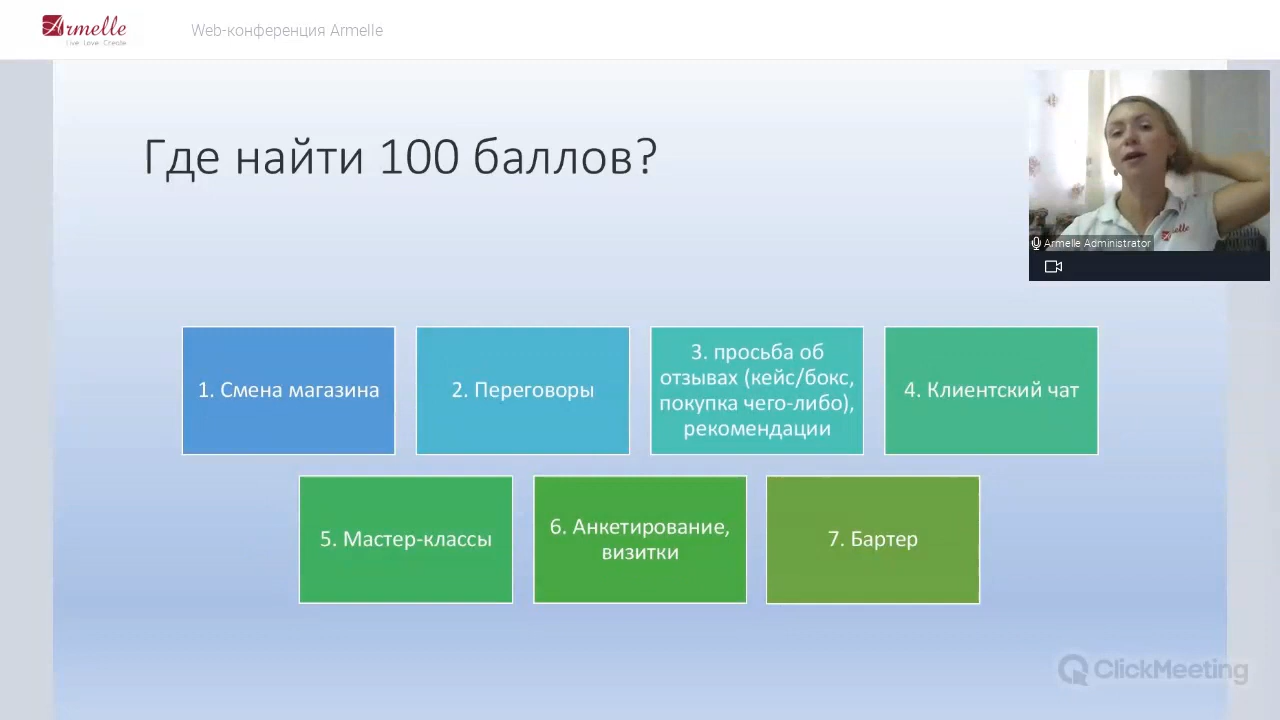 Armelle
Live Love Create
Web-конференция Armelle
Где найти 100 баллов?
Armelle Administrator
1. Смена магазина
2. Переговоры
3. просьба об
отзывах (кейс/бокс,
покупка чего-либо),
рекомендации
4. Клиентский чат
5. Мастер-классы
6. Анкетирование,
визитки
7. Бартер
ClickMeeting